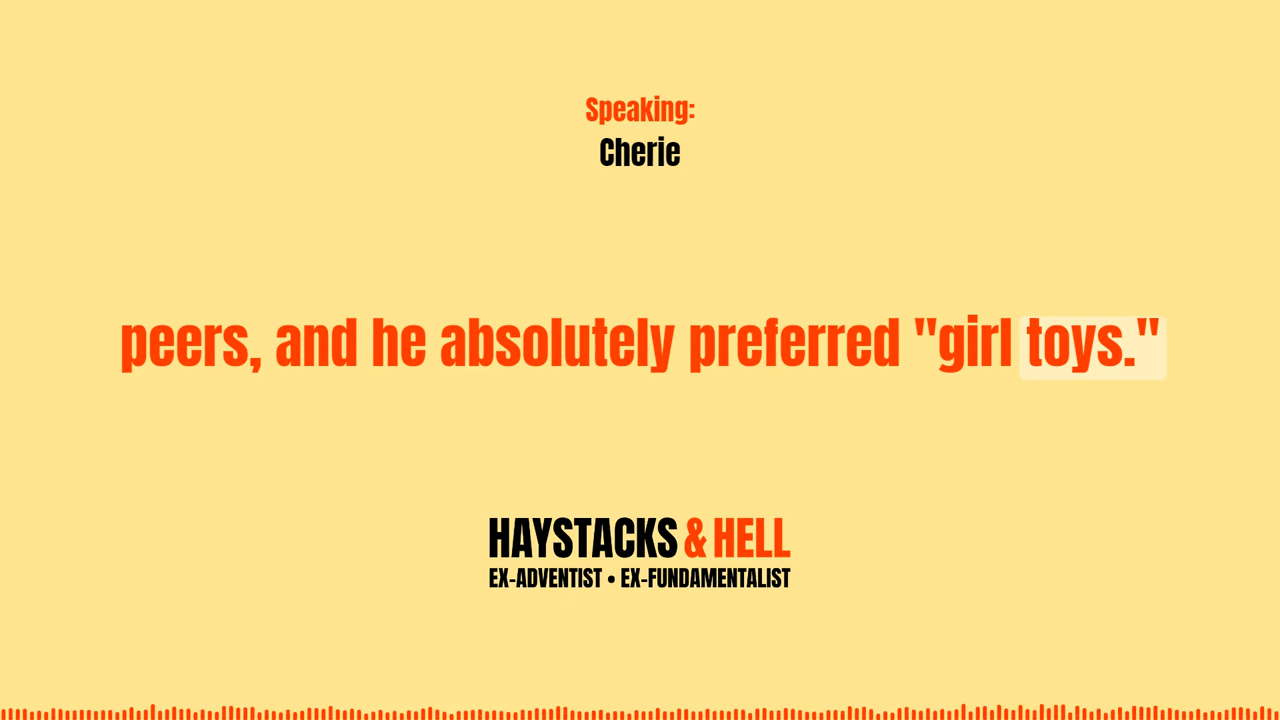 Speaking:
Cherie
peers, and he absolutely preferred "girl toys."
HAYSTACKS & HELL
EX-ADVENTIST • EX-FUNDAMENTALIST